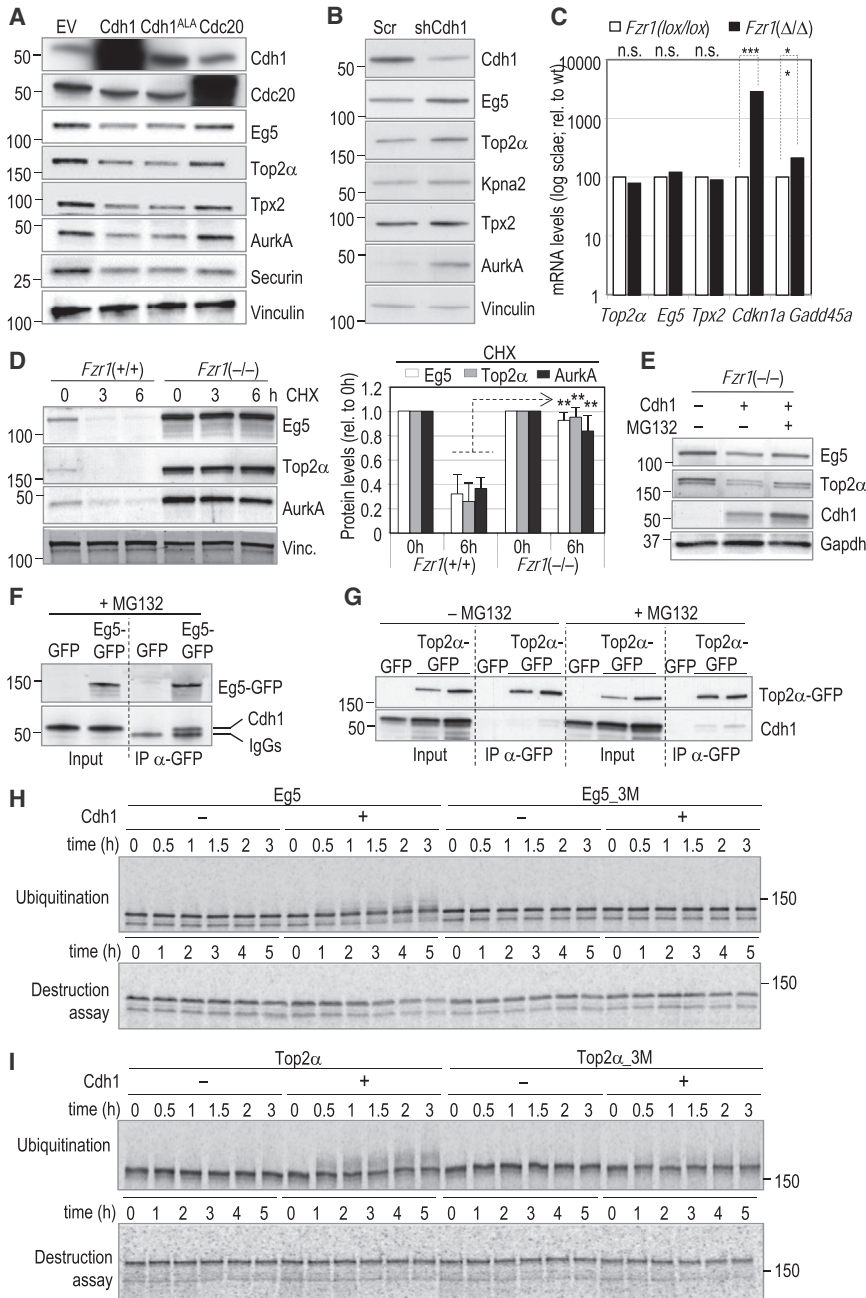 A
EV Cdh1 Cdh1ALA Cdc20
50 Cdh1
50 Cdc20
100 Eg5
150 Top2α
100 Tpx2
50 AurkA
25 Securin
100 Vinculin
B
Scr shCdh1
50 Cdh1
100 Eg5
150 Top2α
50 Kpna2
100 Tpx2
50 AurkA
100 Vinculin
C
Fzr1(lox/lox) Fzr1(Δ/Δ)
n.s. n.s. n.s. *** *
*
mRNA levels (log sclae; rel. to wt)
10000
1000
100
10
1
Top2α Eg5 Tpx2 Cdkn1a Gadd45a
D
Fzr1(+/+) Fzr1(–/–)
0 3 6 0 3 6 h CHX
100 Eg5
150 Top2α
50 AurkA
100 Vinc.
CHX
Eg5 Top2α AurkA
Protein levels (rel. to 0h)
1.2
1.0
0.8
0.6
0.4
0.2
0
** ** **
0h 6h 0h 6h
Fzr1(+/+) Fzr1(–/–)
E
Fzr1(–/–)
Cdh1 – + +
MG132 – – +
100 Eg5
150 Top2α
50 Cdh1
37 Gapdh
F
+ MG132
GFP Eg5-GFP GFP Eg5-GFP
150 Eg5-GFP
50 Cdh1
IgGs
Input IP α-GFP
G
– MG132 + MG132
GFP Top2α-GFP GFP Top2α-GFP GFP Top2α-GFP GFP Top2α-GFP
150 Top2α-GFP
50 Cdh1
Input IP α-GFP Input IP α-GFP
H
Eg5 Eg5_3M
Cdh1 – + – +
time (h) 0 0.5 1 1.5 2 3 0 0.5 1 1.5 2 3 0 0.5 1 1.5 2 3 0 0.5 1 1.5 2 3
Ubiquitination 150
time (h) 0 1 2 3 4 5 0 1 2 3 4 5 0 1 2 3 4 5 0 1 2 3 4 5
Destruction assay 150
I
Top2α Top2α_3M
Cdh1 – + – +
time (h) 0 0.5 1 1.5 2 3 0 0.5 1 1.5 2 3 0 0.5 1 1.5 2 3 0 0.5 1 1.5 2 3
Ubiquitination 150
time (h) 0 1 2 3 4 5 0 1 2 3 4 5 0 1 2 3 4 5 0 1 2 3 4 5
Destruction assay 150